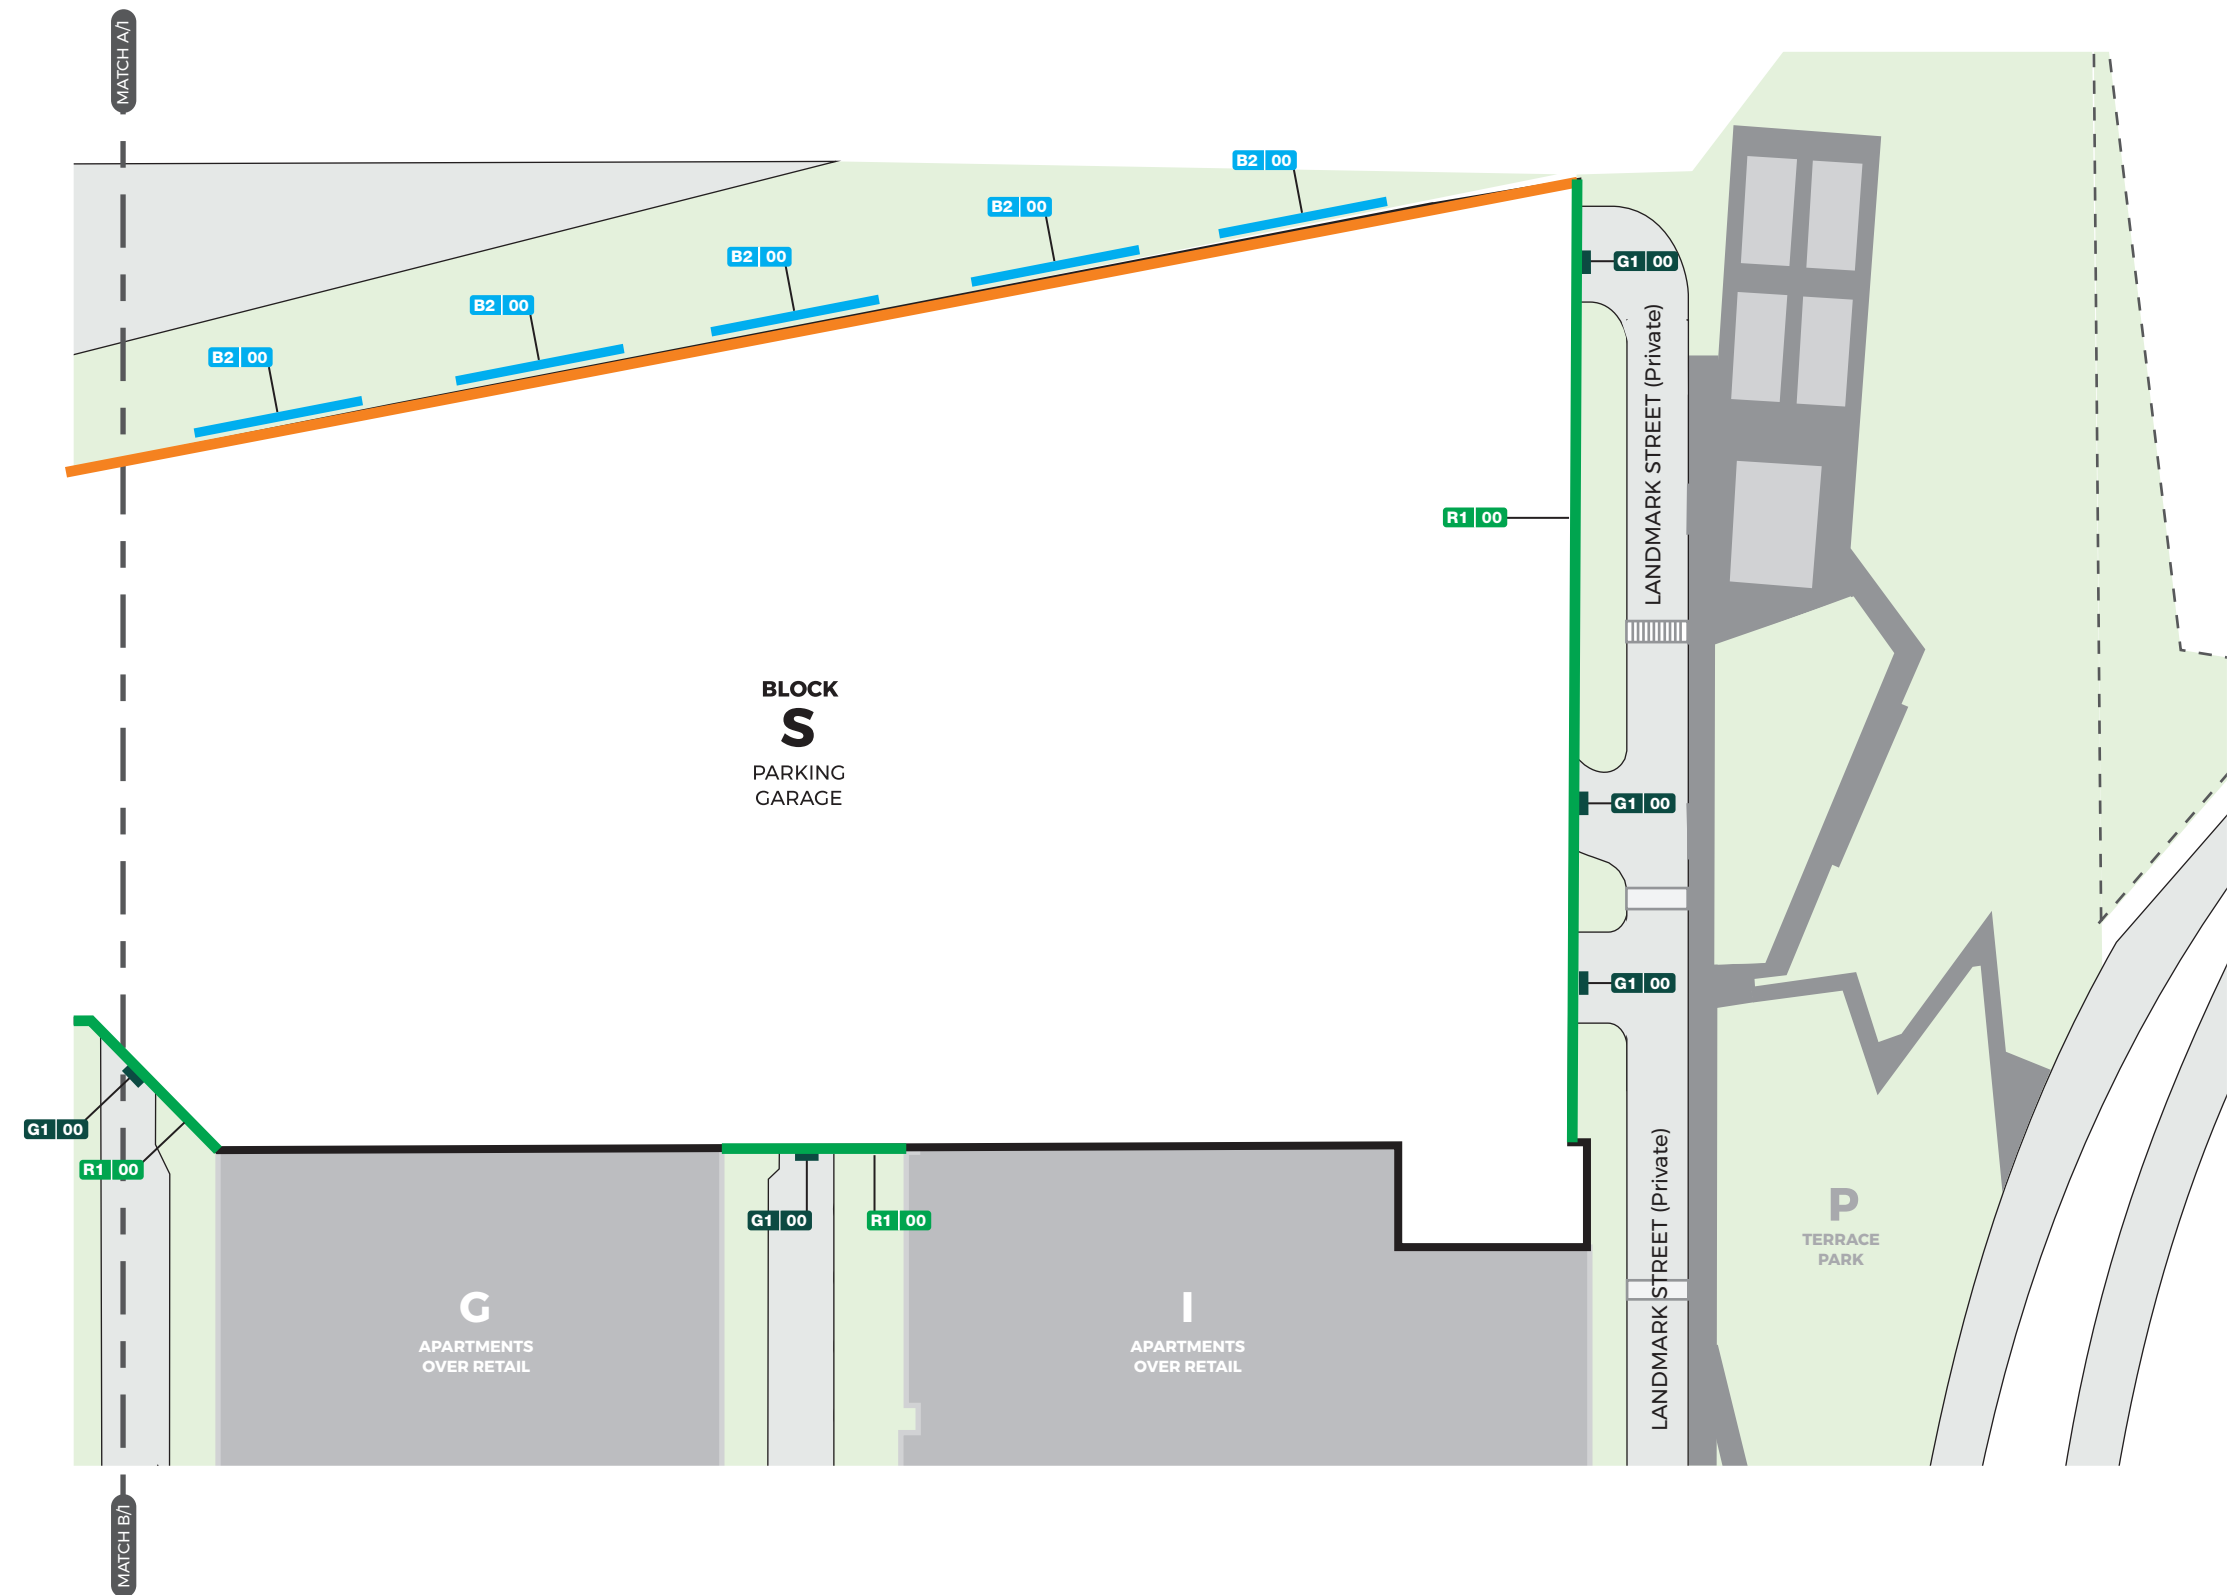 MATCH A/1
B2 00
B2 00
B2 00
B2 00
B2 00
G1 00
LANDMARK STREET (Private)
R1 00
BLOCK
S
PARKING
GARAGE
G1 00
G1 00
G1 00
R1 00
G1 00
R1 00
P
TERRACE
PARK
LANDMARK STREET (Private)
G
APARTMENTS
OVER RETAIL
I
APARTMENTS
OVER RETAIL
MATCH B/1